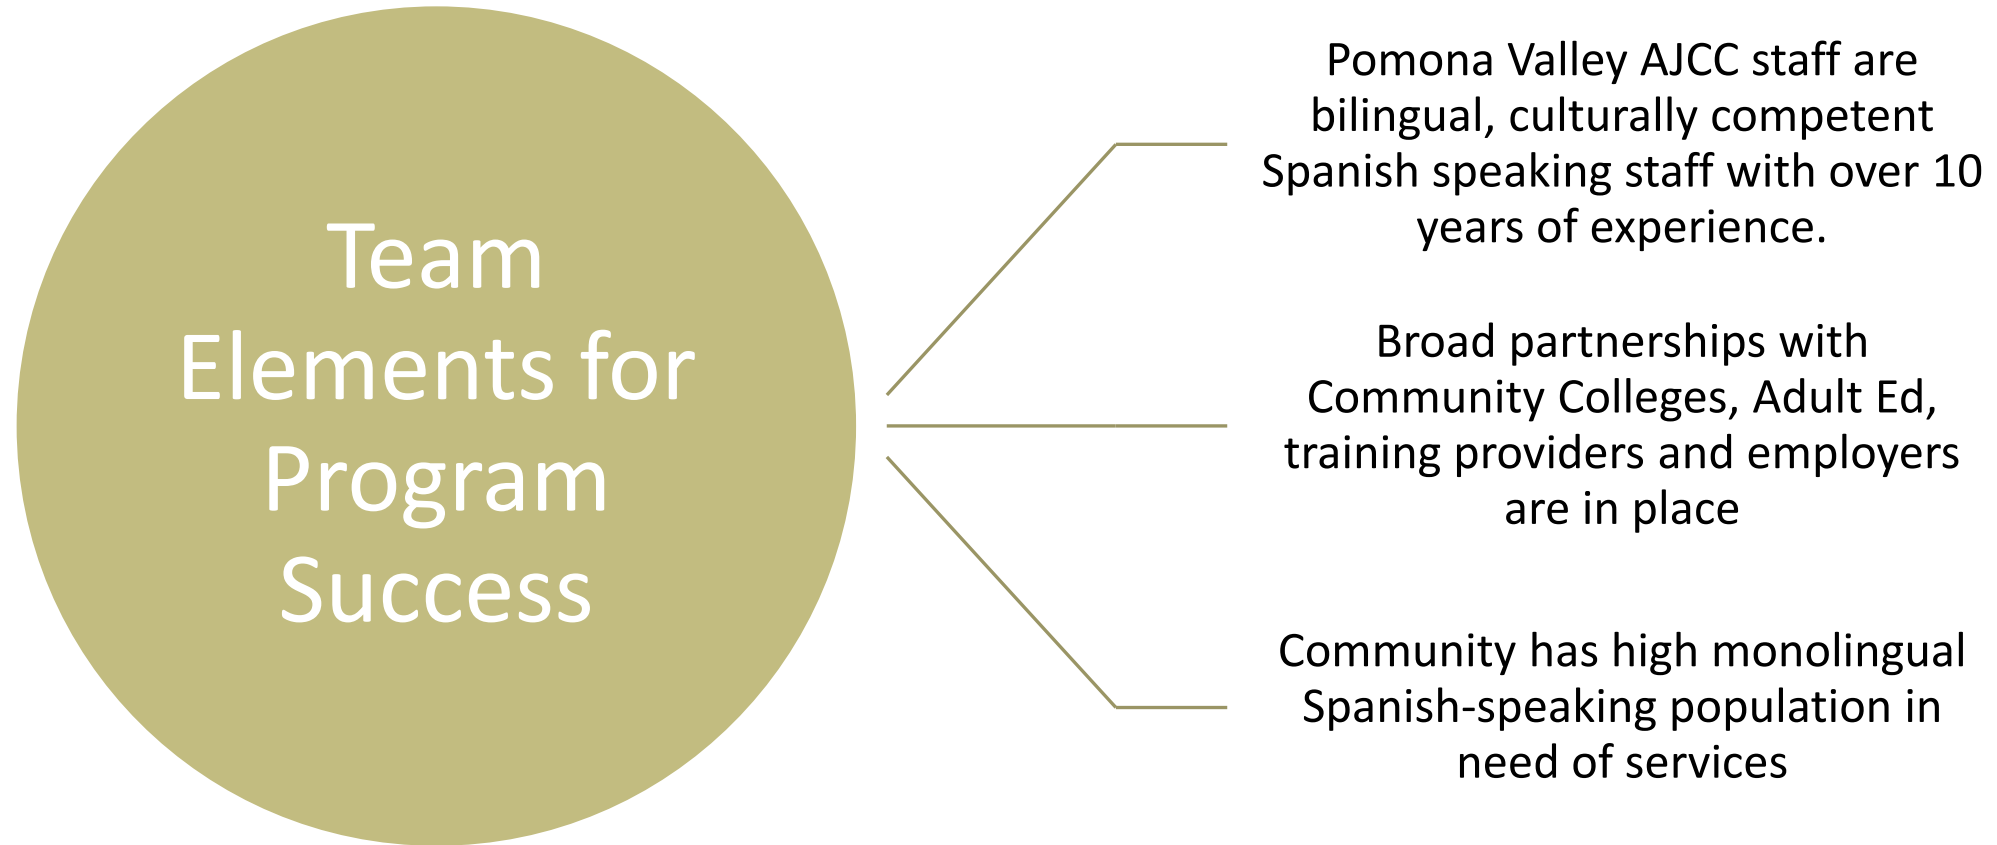 Team
Elements for
Program
Success
Pomona Valley AJCC staff are
bilingual, culturally competent
Spanish speaking staff with over 10
years of experience.
Broad partnerships with
Community Colleges, Adult Ed,
training providers and employers
are in place
Community has high monolingual
Spanish-speaking population in
need of services